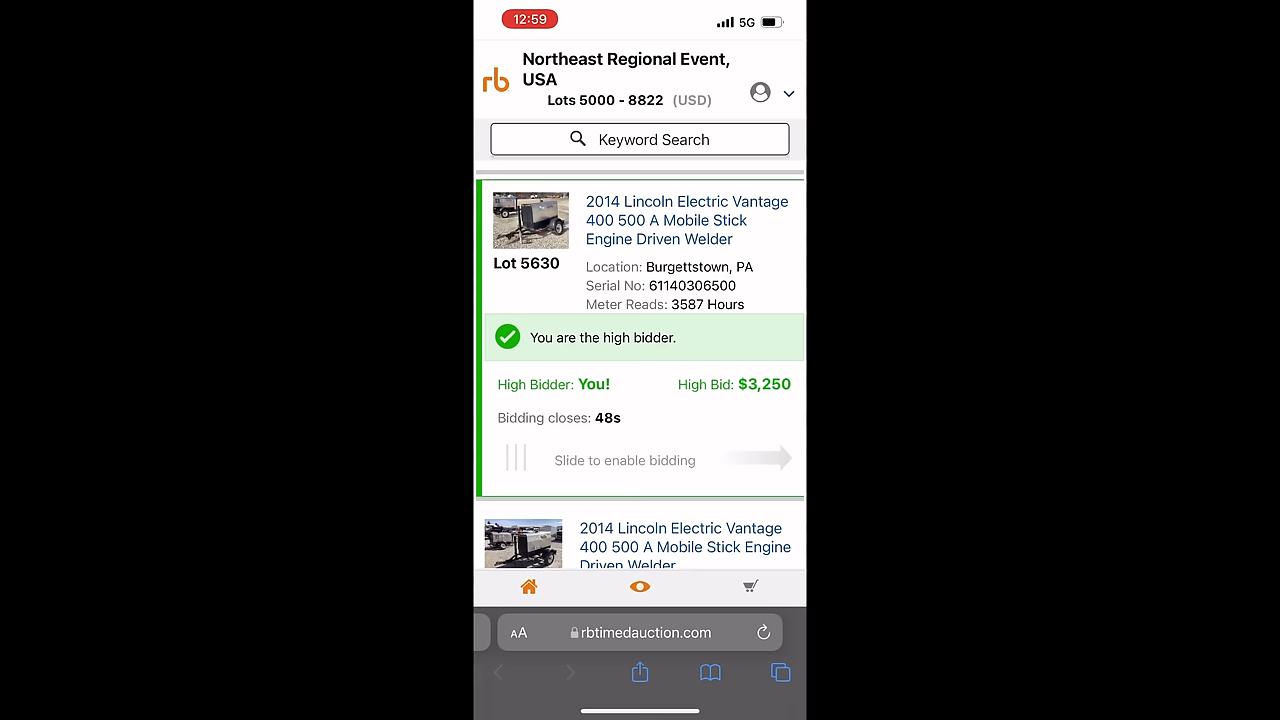 12:59
5G
rb
Northeast Regional Event,
USA
Lots 5000 - 8822 (USD)
Keyword Search
2014 Lincoln Electric Vantage
400 500 A Mobile Stick
Engine Driven Welder
Lot 5630
Location: Burgettstown, PA
Serial No: 61140306500
Meter Reads: 3587 Hours
You are the high bidder.
High Bidder: You!
High Bid: $3,250
Bidding closes: 48s
Slide to enable bidding
2014 Lincoln Electric Vantage
400 500 A Mobile Stick Engine
Driven Welder
AA
rbtimedauction.com